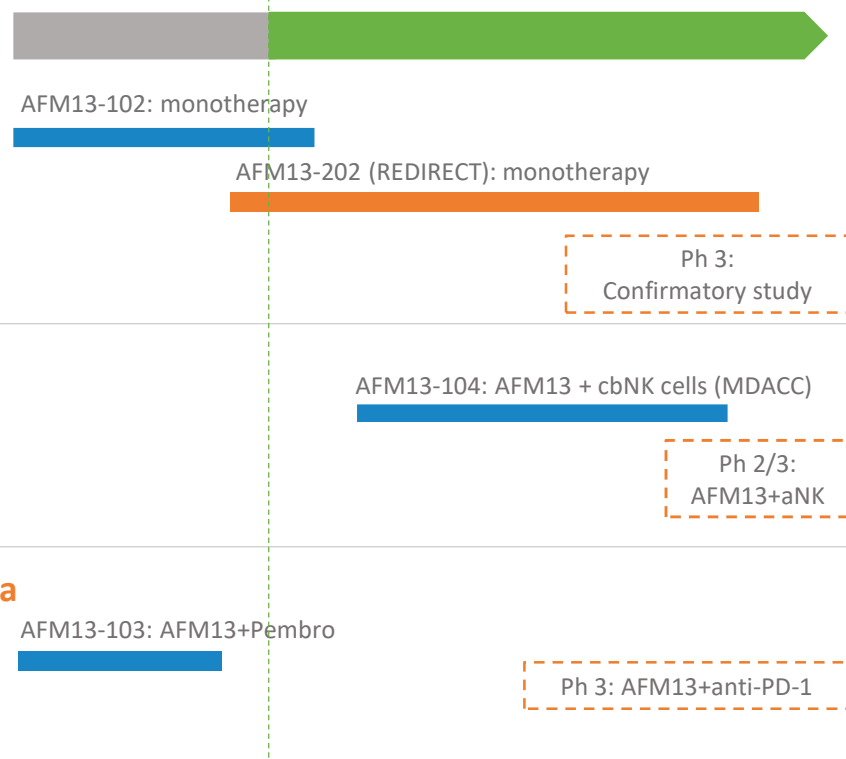 AFM13-102: monotherapy
AFM13-202 (REDIRECT): monotherapy
Ph 3:
Confirmatory study
AFM13-104: AFM13 + cbNK cells (MDACC)
Ph 2/3:
AFM13+aNK
a
AFM13-103: AFM13+Pembro
Ph 3: AFM13+anti-PD-1